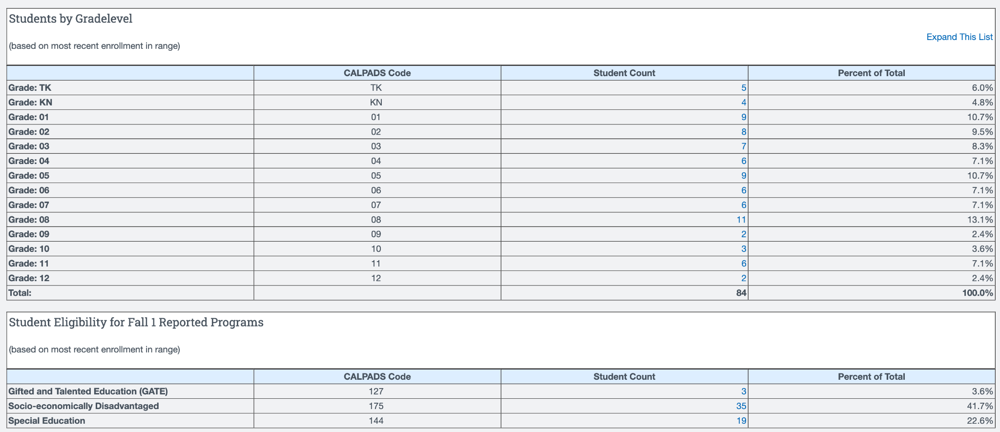 Students by Gradelevel
Expand This List
(based on most recent enrollment in range)
CALPADS Code Student Count Percent of Total
Grade: TK TK 5 6.0%
Grade: KN KN 4 4.8%
Grade: 01 01 9 10.7%
Grade: 02 02 8 9.5%
Grade: 03 03 7 8.3%
Grade: 04 04 6 7.1%
Grade: 05 05 9 10.7%
Grade: 06 06 6 7.1%
Grade: 07 07 6 7.1%
Grade: 08 08 11 13.1%
Grade: 09 09 2 2.4%
Grade: 10 10 3 3.6%
Grade: 11 11 6 7.1%
Grade: 12 12 2 2.4%
Total: 84 100.0%
Student Eligibility for Fall 1 Reported Programs
(based on most recent enrollment in range)
CALPADS Code Student Count Percent of Total
Gifted and Talented Education (GATE) 127 3 3.6%
Socio-economically Disadvantaged 175 35 41.7%
Special Education 144 19 22.6%